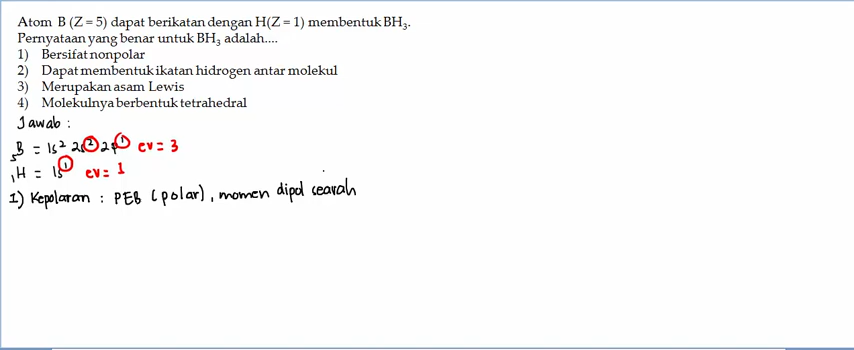 Atom B (Z = 5) dapat berikatan dengan H(Z = 1) membentuk BH₃.
Pernyataan yang benar untuk BH₃ adalah....
1) Bersifat nonpolar
2) Dapat membentuk ikatan hidrogen antar molekul
3) Merupakan asam Lewis
4) Molekulnya berbentuk tetrahedral
Jawab :
₅B = 1s² 2s² 2p¹ ev = 3
₁H = 1s¹ ev = 1
1) Kepolaran : PEB (polar), momen dipol searah